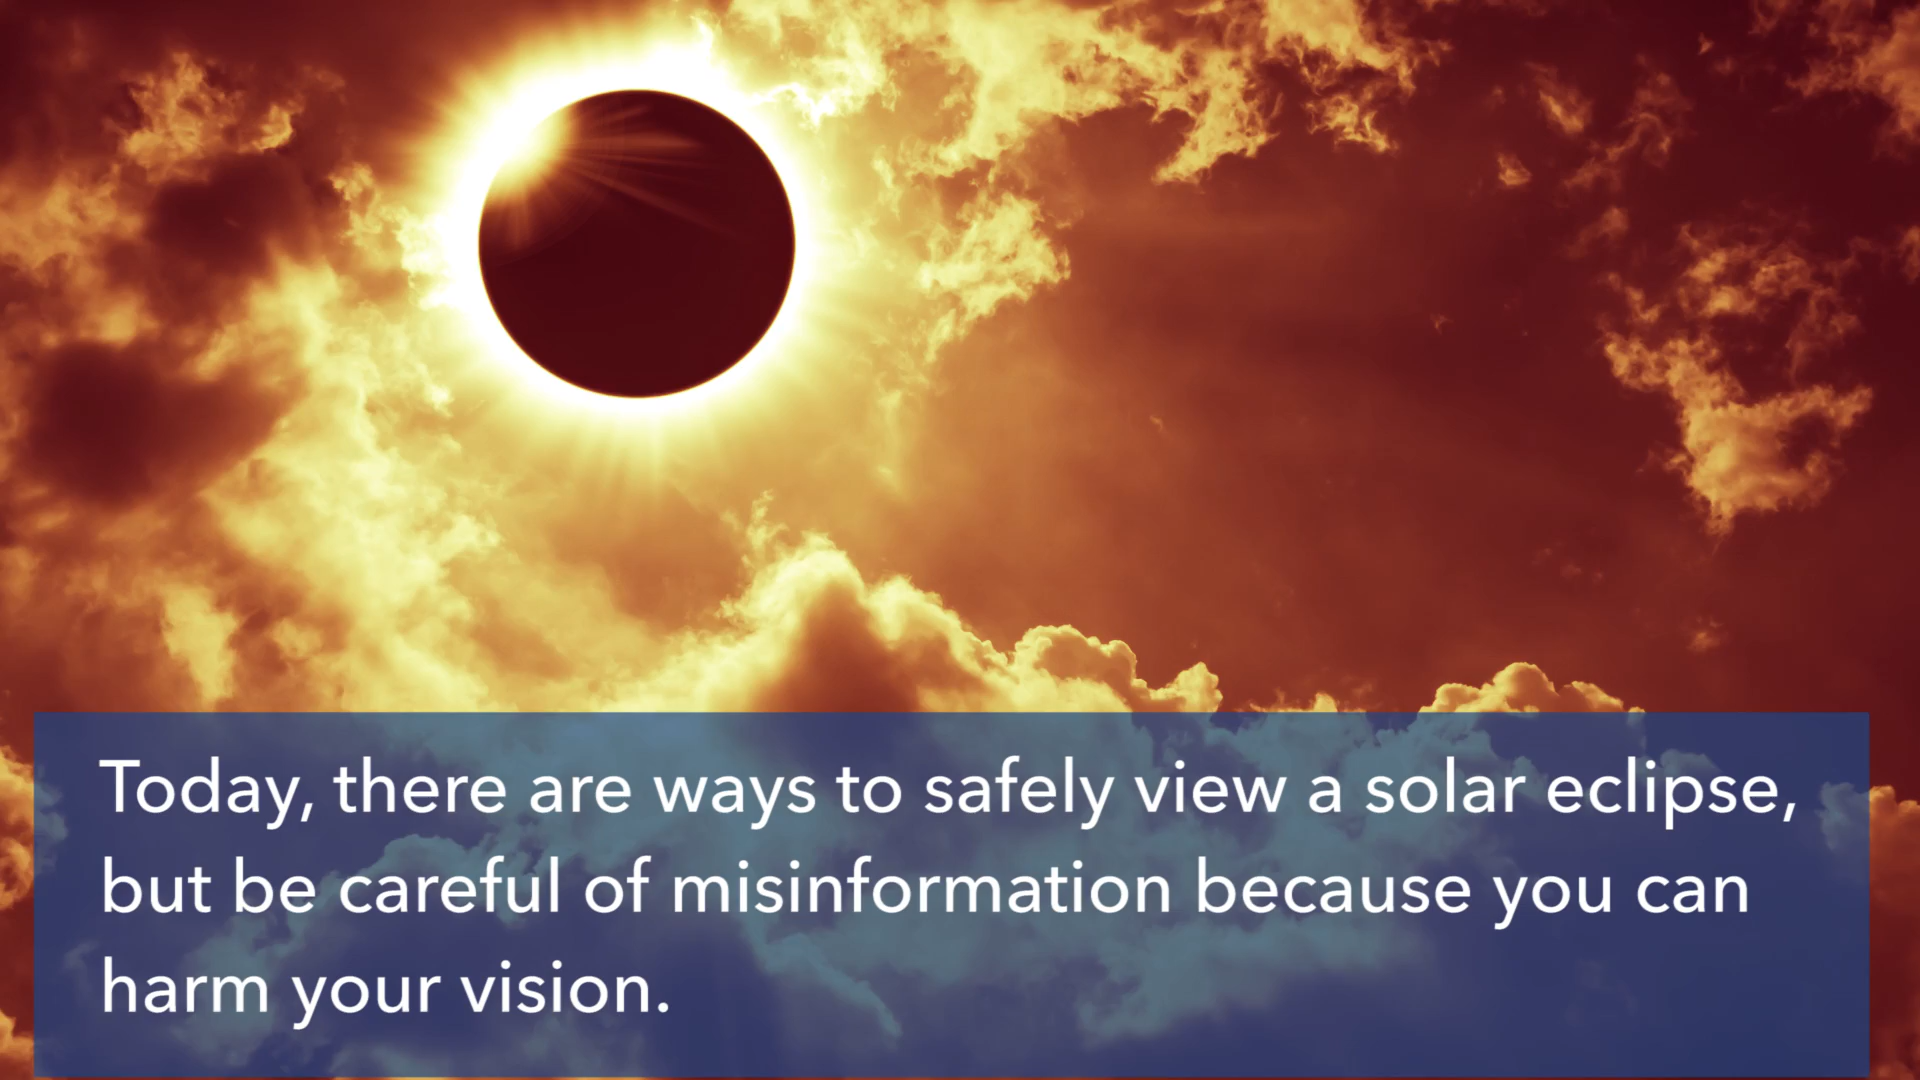 Today, there are ways to safely view a solar eclipse,
but be careful of misinformation because you can
harm your vision.